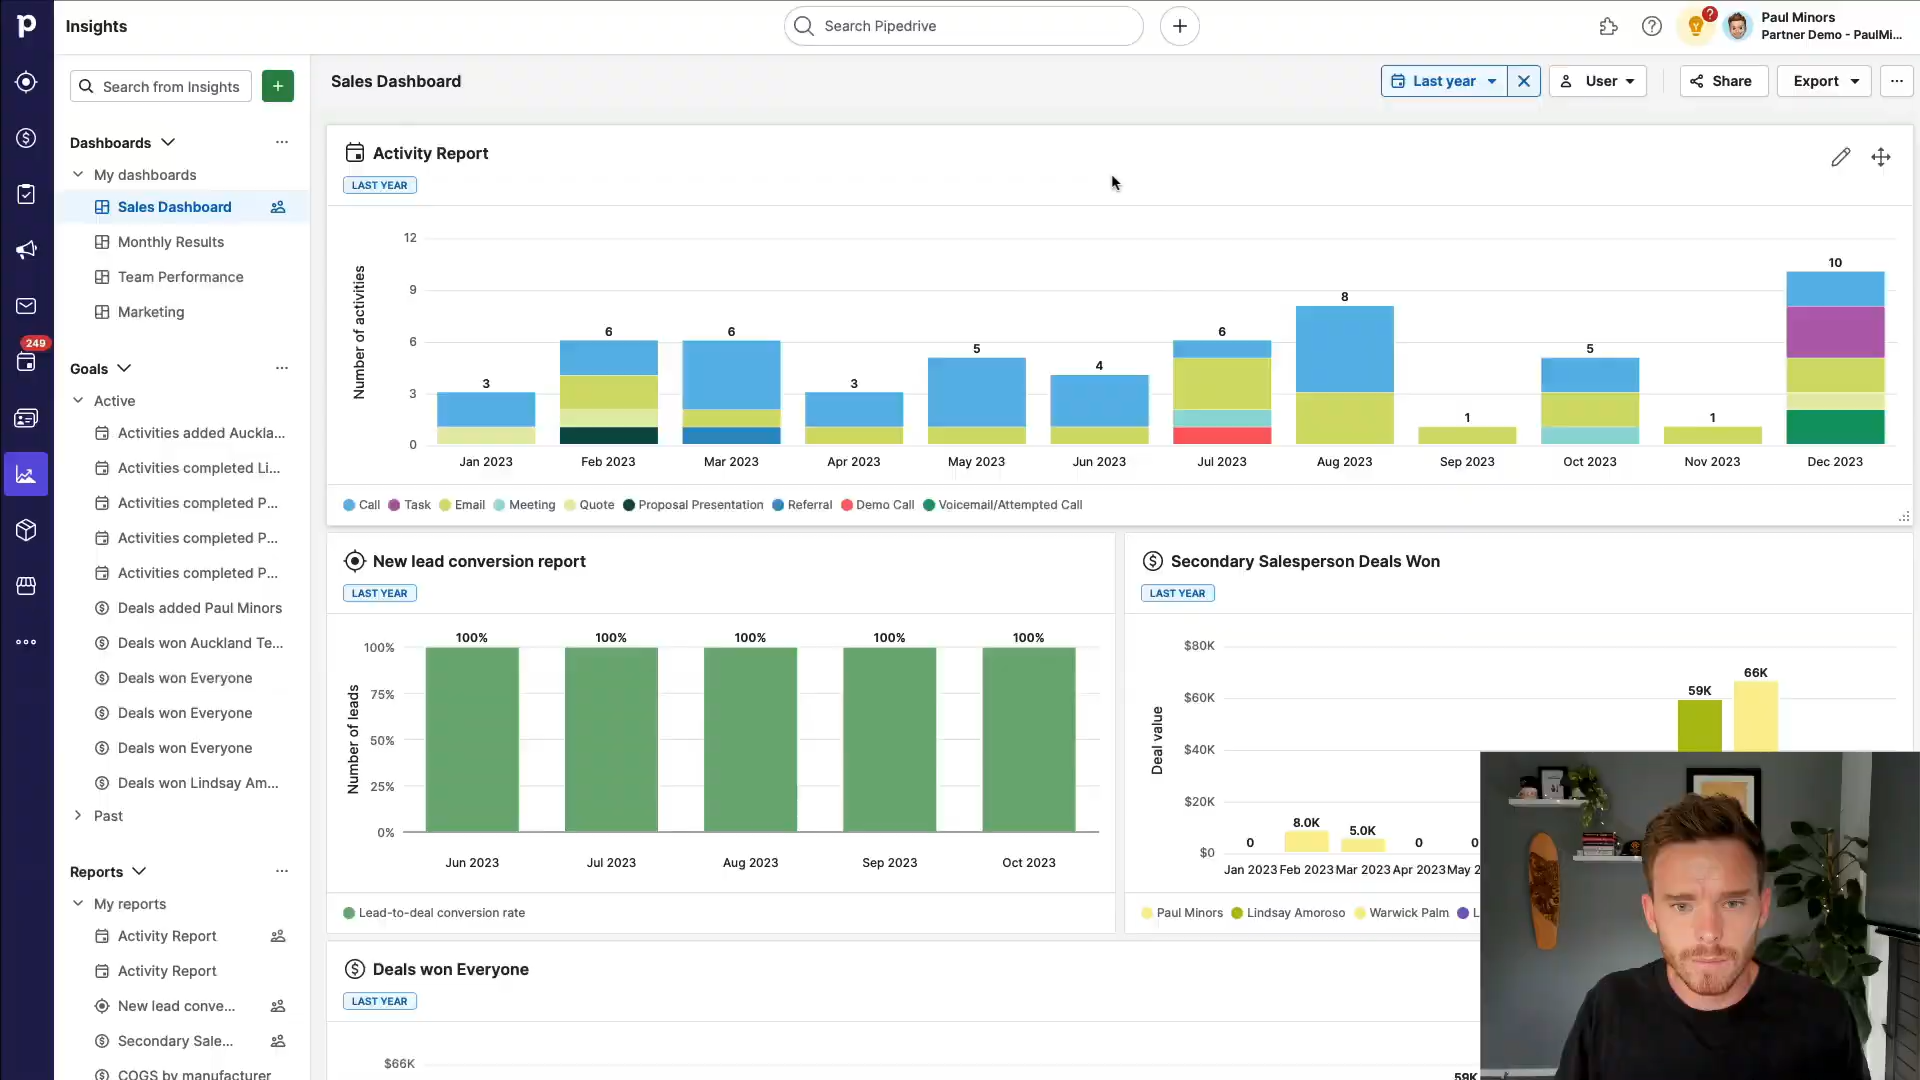 Insights
Search Pipedrive
?
Paul Minors
Partner Demo - PaulMi...
Search from Insights
Sales Dashboard
Last year
User
Share
Export
Dashboards
My dashboards
Sales Dashboard
Monthly Results
Team Performance
Marketing
249
Goals
Active
Activities added Auckla...
Activities completed Li...
Activities completed P...
Activities completed P...
Activities completed P...
Deals added Paul Minors
Deals won Auckland Te...
Deals won Everyone
Deals won Everyone
Deals won Everyone
Deals won Lindsay Am...
Past
Reports
My reports
Activity Report
Activity Report
New lead conve...
Secondary Sale...
COGS by manufacturer
Activity Report
LAST YEAR
Number of activities
12
9
6
3
0
3
6
6
3
5
4
6
8
1
5
1
10
Jan 2023 Feb 2023 Mar 2023 Apr 2023 May 2023 Jun 2023 Jul 2023 Aug 2023 Sep 2023 Oct 2023 Nov 2023 Dec 2023
Call Task Email Meeting Quote Proposal Presentation Referral Demo Call Voicemail/Attempted Call
New lead conversion report
LAST YEAR
Number of leads
100%
75%
50%
25%
0%
100% 100% 100% 100% 100%
Jun 2023 Jul 2023 Aug 2023 Sep 2023 Oct 2023
Lead-to-deal conversion rate
Secondary Salesperson Deals Won
LAST YEAR
Deal value
$80K
$60K
$40K
$20K
$0
0 8.0K 5.0K 0 0 59K 66K
Jan 2023 Feb 2023 Mar 2023 Apr 2023 May 2
Paul Minors Lindsay Amoroso Warwick Palm L
Deals won Everyone
LAST YEAR
$66K
59K